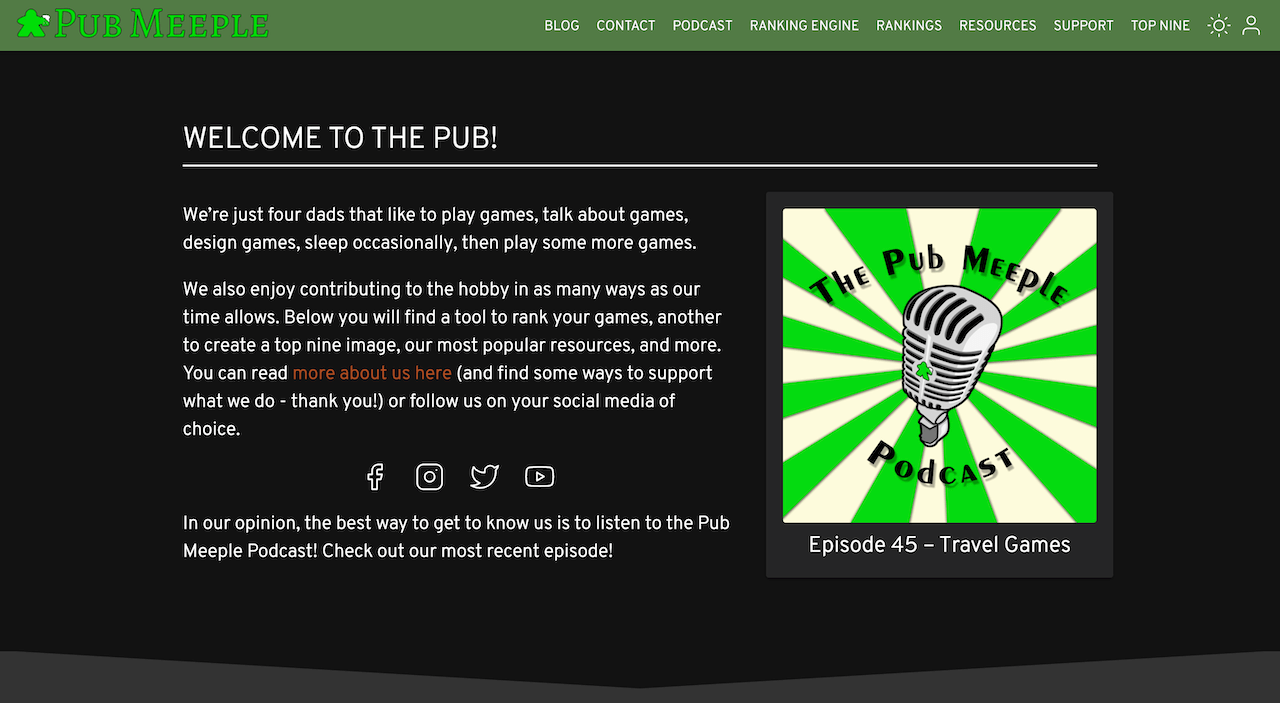 Pub Meeple
BLOG CONTACT PODCAST RANKING ENGINE RANKINGS RESOURCES SUPPORT TOP NINE
WELCOME TO THE PUB!
We’re just four dads that like to play games, talk about games,
design games, sleep occasionally, then play some more games.
We also enjoy contributing to the hobby in as many ways as our
time allows. Below you will find a tool to rank your games, another
to create a top nine image, our most popular resources, and more.
You can read more about us here (and find some ways to support
what we do - thank you!) or follow us on your social media of
choice.
In our opinion, the best way to get to know us is to listen to the Pub
Meeple Podcast! Check out our most recent episode!
The Pub Meeple
Podcast
Episode 45 – Travel Games